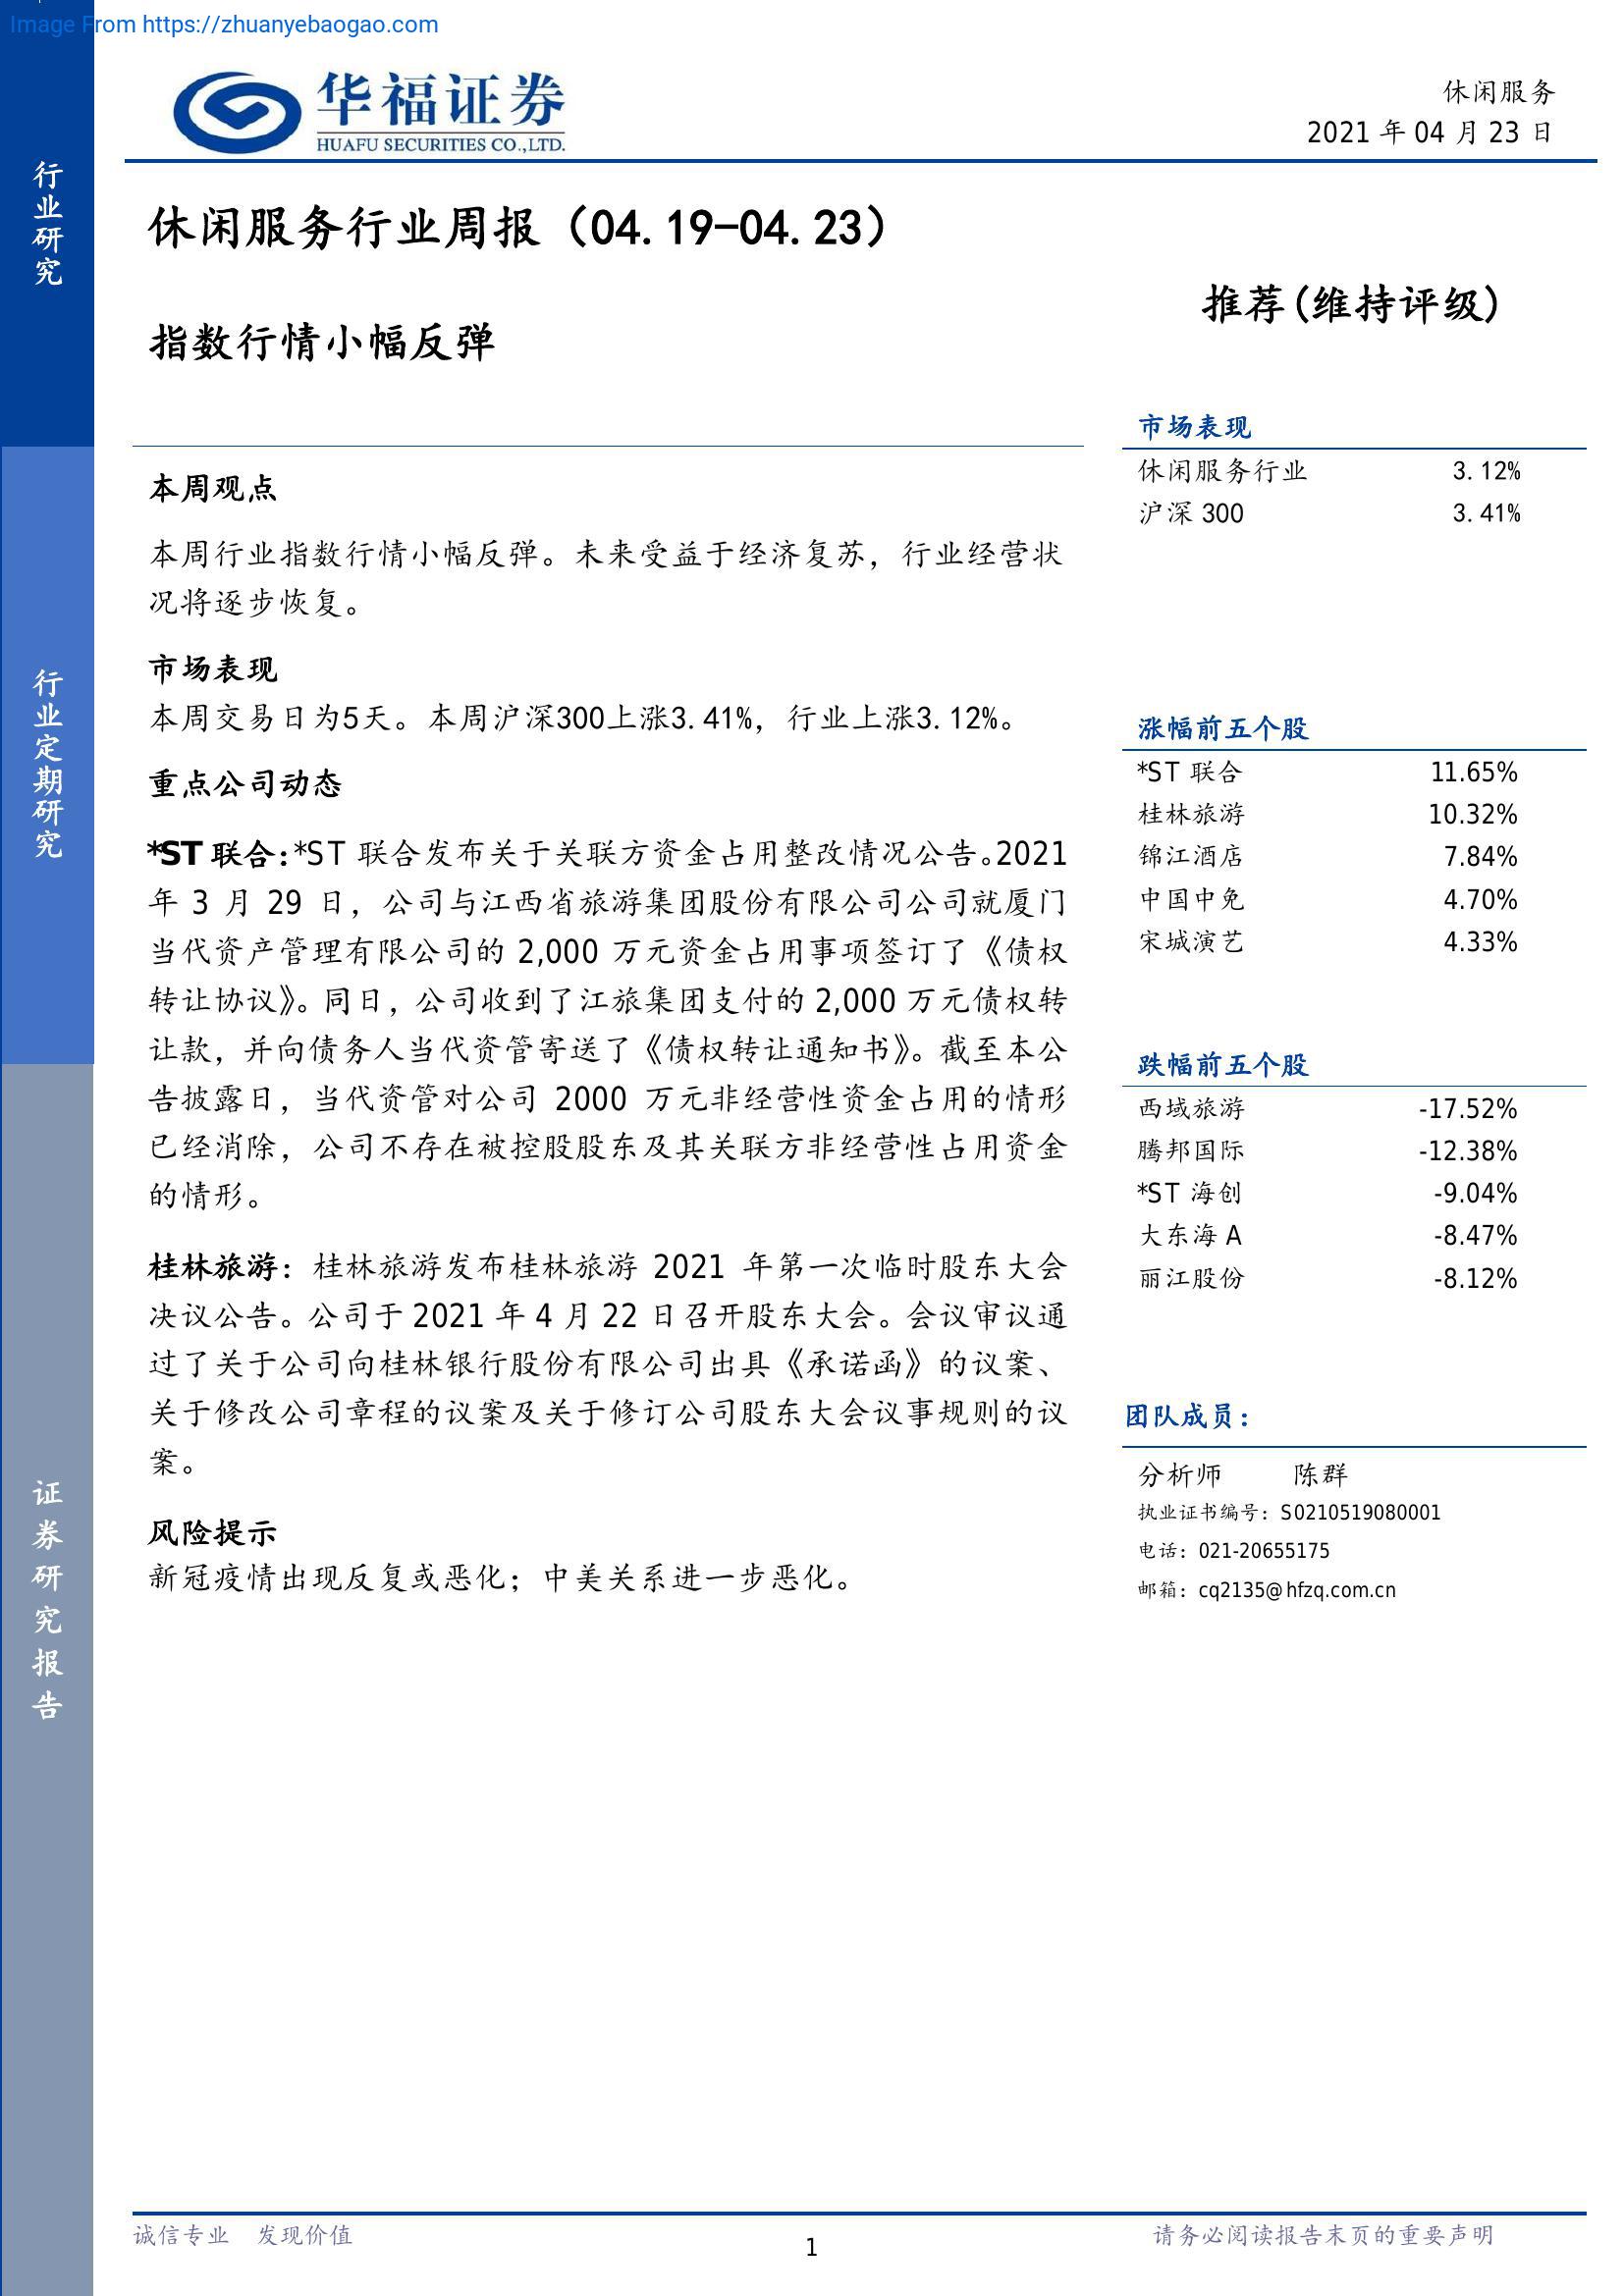 Image From https://zhuanyebaogao.com
华福证券
HUAFU SECURITIES CO.,LTD.
休闲服务
2021 年 04 月 23 日
行业研究
行业定期研究
证券研究报告
休闲服务行业周报（04.19-04.23）
指数行情小幅反弹
推荐(维持评级)
本周观点
本周行业指数行情小幅反弹。未来受益于经济复苏，行业经营状
况将逐步恢复。
市场表现
本周交易日为5天。本周沪深300上涨3.41%，行业上涨3.12%。
重点公司动态
*ST 联合：*ST 联合发布关于关联方资金占用整改情况公告。2021
年 3 月 29 日，公司与江西省旅游集团股份有限公司公司就厦门
当代资产管理有限公司的 2,000 万元资金占用事项签订了《债权
转让协议》。同日，公司收到了江旅集团支付的 2,000 万元债权转
让款，并向债务人当代资管寄送了《债权转让通知书》。截至本公
告披露日，当代资管对公司 2000 万元非经营性资金占用的情形
已经消除，公司不存在被控股股东及其关联方非经营性占用资金
的情形。
桂林旅游：桂林旅游发布桂林旅游 2021 年第一次临时股东大会
决议公告。公司于 2021 年 4 月 22 日召开股东大会。会议审议通
过了关于公司向桂林银行股份有限公司出具《承诺函》的议案、
关于修改公司章程的议案及关于修订公司股东大会议事规则的议
案。
风险提示
新冠疫情出现反复或恶化；中美关系进一步恶化。
市场表现
休闲服务行业 3.12%
沪深 300 3.41%
涨幅前五个股
*ST 联合 11.65%
桂林旅游 10.32%
锦江酒店 7.84%
中国中免 4.70%
宋城演艺 4.33%
跌幅前五个股
西域旅游 -17.52%
腾邦国际 -12.38%
*ST 海创 -9.04%
大东海 A -8.47%
丽江股份 -8.12%
团队成员：
分析师 陈群
执业证书编号：S0210519080001
电话：021-20655175
邮箱：cq2135@hfzq.com.cn
诚信专业 发现价值
1
请务必阅读报告末页的重要声明